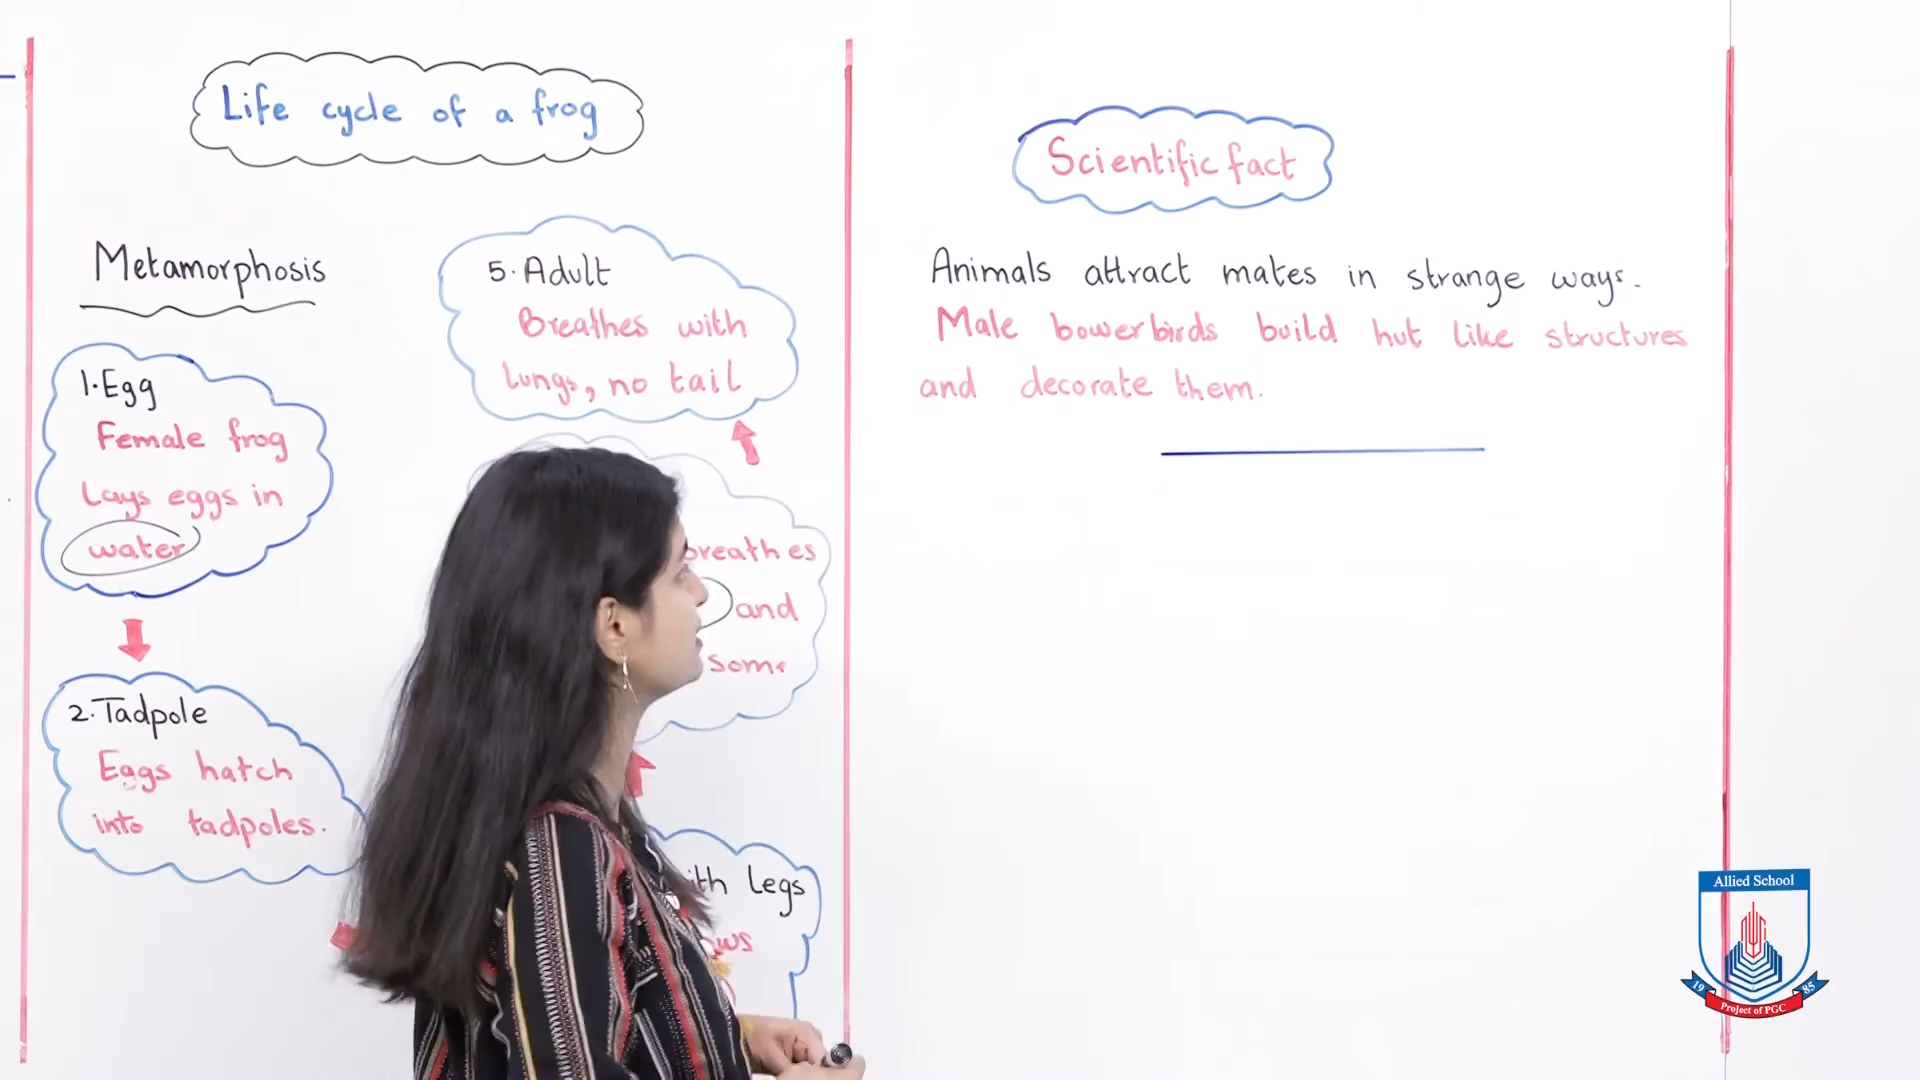 Life cycle of a frog
Metamorphosis
1.Egg
Female frog
Lays eggs in
water
2.Tadpole
Eggs hatch
into tadpoles.
Legs
and
some
5.Adult
Breathes with
lungs, no tail
Scientific fact
Animals attract mates in strange ways.
Male bowerbirds build hut like structures
and decorate them.
Allied School
19 85
Project of PGC